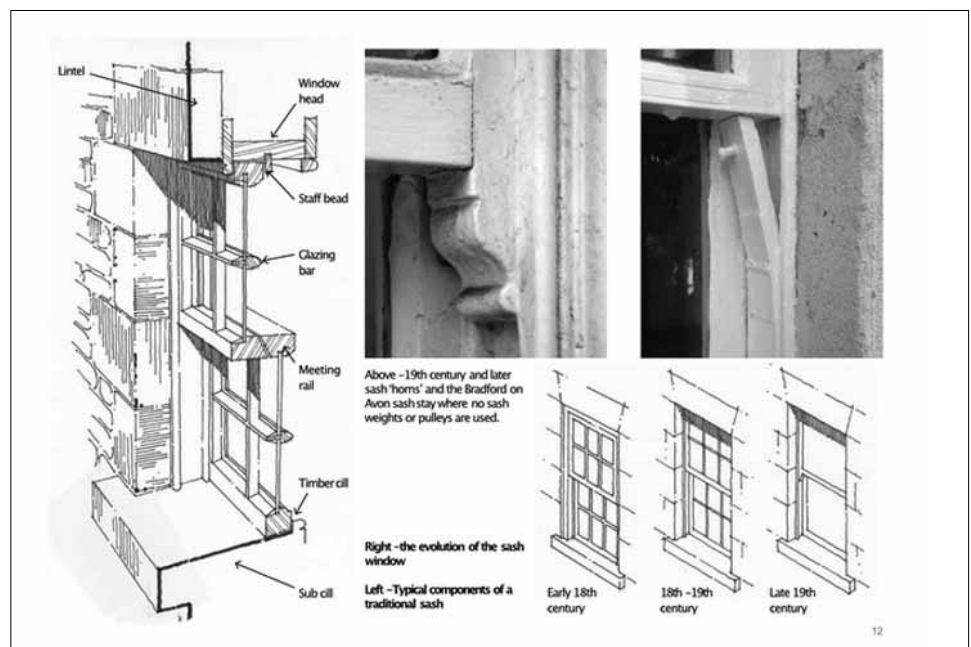 Lintel
Window
head
Staff bead
Glazing
bar
Meeting
rail
Timber cill
Sub cill
Above –19th century and later
sash ‘horns’ and the Bradford on
Avon sash stay where no sash
weights or pulleys are used.
Right –the evolution of the sash
window
Left –Typical components of a
traditional sash
Early 18th
century
18th –19th
century
Late 19th
century
12